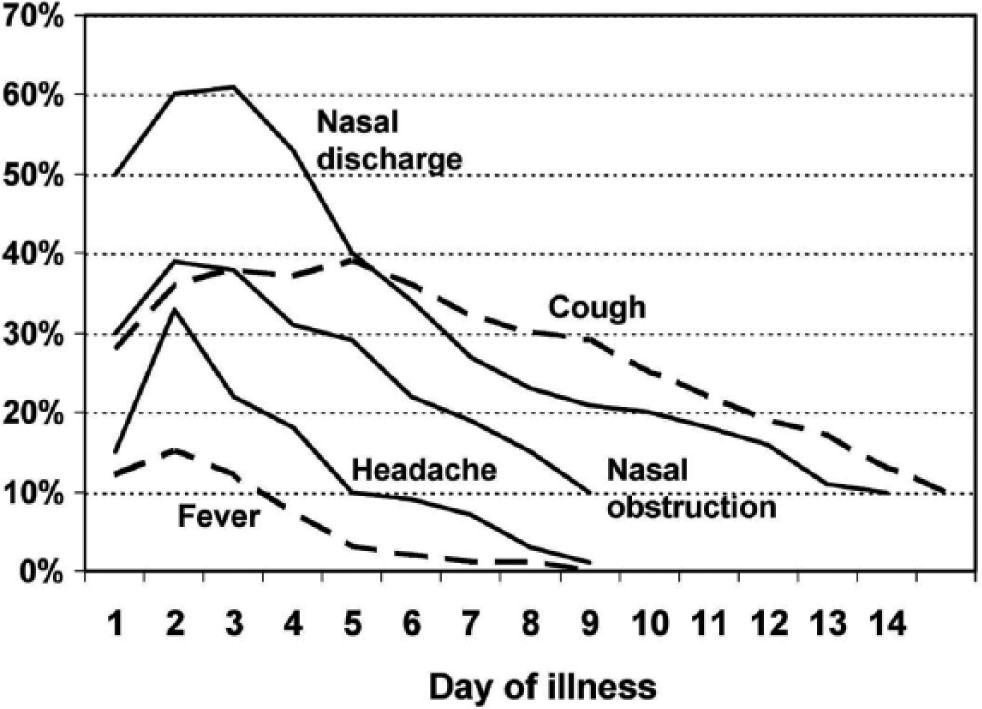 70%
60%
50%
40%
30%
20%
10%
0%
Nasal
discharge
Cough
Headache
Nasal
obstruction
Fever
1 2 3 4 5 6 7 8 9 10 11 12 13 14
Day of illness